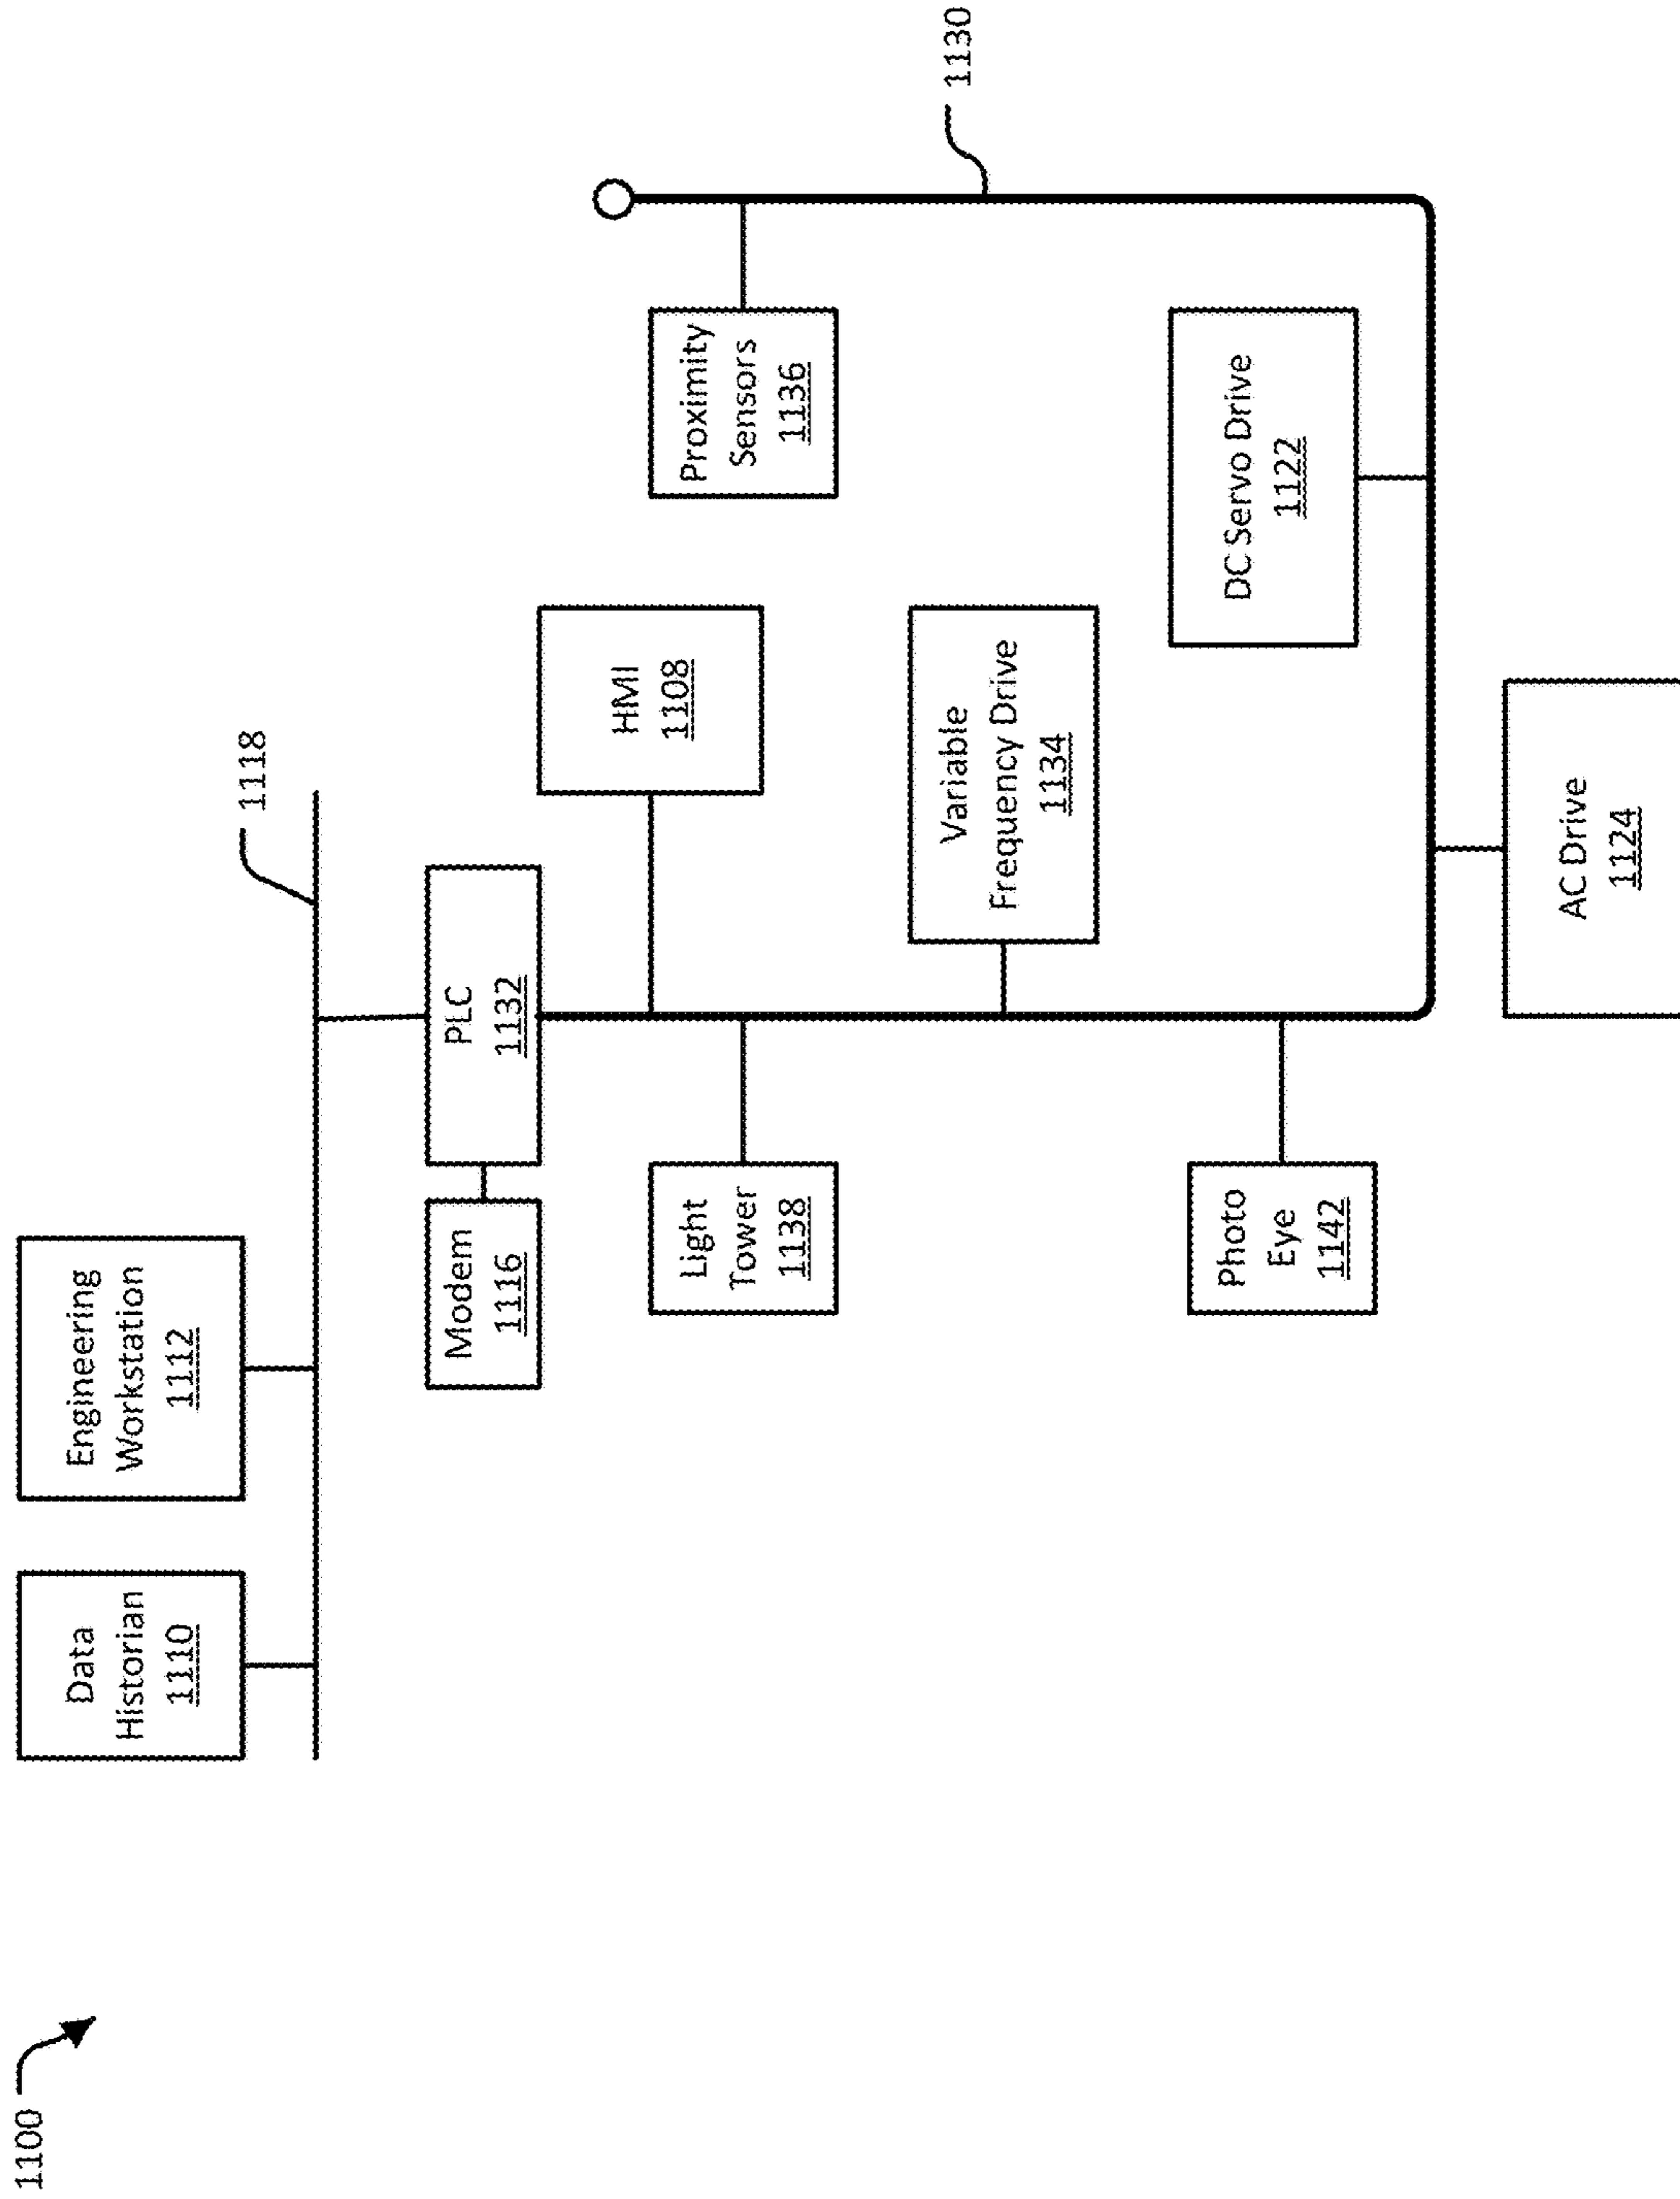 1100
Data
Historian
1110
Engineering
Workstation
1112
1118
Modem
1116
PLC
1132
HMI
1108
Light
Tower
1138
Proximity
Sensors
1136
1130
Variable
Frequency Drive
1134
Photo
Eye
1142
DC Servo Drive
1122
AC Drive
1124